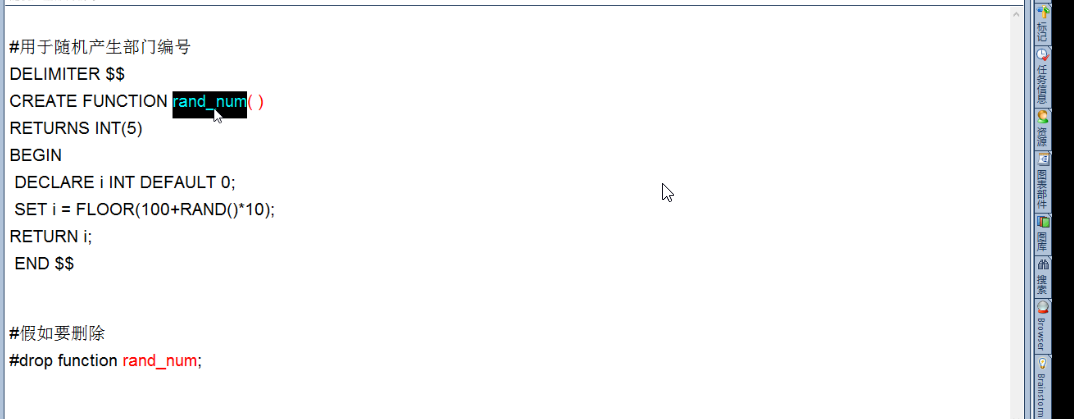 #用于随机产生部门编号
DELIMITER $$
CREATE FUNCTION rand_num( )
RETURNS INT(5)
BEGIN
DECLARE i INT DEFAULT 0;
SET i = FLOOR(100+RAND()*10);
RETURN i;
END $$
#假如要删除
#drop function rand_num;
标记
任务信息
资源
图表部件
图库
搜索
Browser
Brainstorm